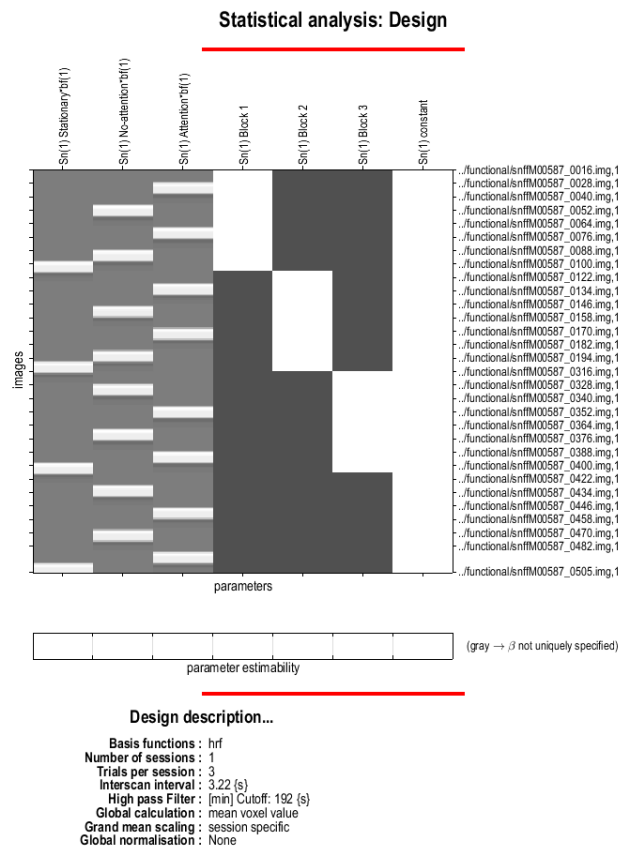 Statistical analysis: Design
Sn(1) Stationary*bf(1)
Sn(1) No-attention*bf(1)
Sn(1) Attention*bf(1)
Sn(1) Block 1
Sn(1) Block 2
Sn(1) Block 3
Sn(1) constant
images
../functional/snffM00587_0016.img,1
../functional/snffM00587_0028.img,1
../functional/snffM00587_0040.img,1
../functional/snffM00587_0052.img,1
../functional/snffM00587_0064.img,1
../functional/snffM00587_0076.img,1
../functional/snffM00587_0088.img,1
../functional/snffM00587_0100.img,1
../functional/snffM00587_0122.img,1
../functional/snffM00587_0134.img,1
../functional/snffM00587_0146.img,1
../functional/snffM00587_0158.img,1
../functional/snffM00587_0170.img,1
../functional/snffM00587_0182.img,1
../functional/snffM00587_0194.img,1
../functional/snffM00587_0316.img,1
../functional/snffM00587_0328.img,1
../functional/snffM00587_0340.img,1
../functional/snffM00587_0352.img,1
../functional/snffM00587_0364.img,1
../functional/snffM00587_0376.img,1
../functional/snffM00587_0388.img,1
../functional/snffM00587_0400.img,1
../functional/snffM00587_0422.img,1
../functional/snffM00587_0434.img,1
../functional/snffM00587_0446.img,1
../functional/snffM00587_0458.img,1
../functional/snffM00587_0470.img,1
../functional/snffM00587_0482.img,1
../functional/snffM00587_0505.img,1
parameters
(gray → β not uniquely specified)
parameter estimability
Design description...
Basis functions : hrf
Number of sessions : 1
Trials per session : 3
Interscan interval : 3.22 {s}
High pass Filter : [min] Cutoff: 192 {s}
Global calculation : mean voxel value
Grand mean scaling : session specific
Global normalisation : None